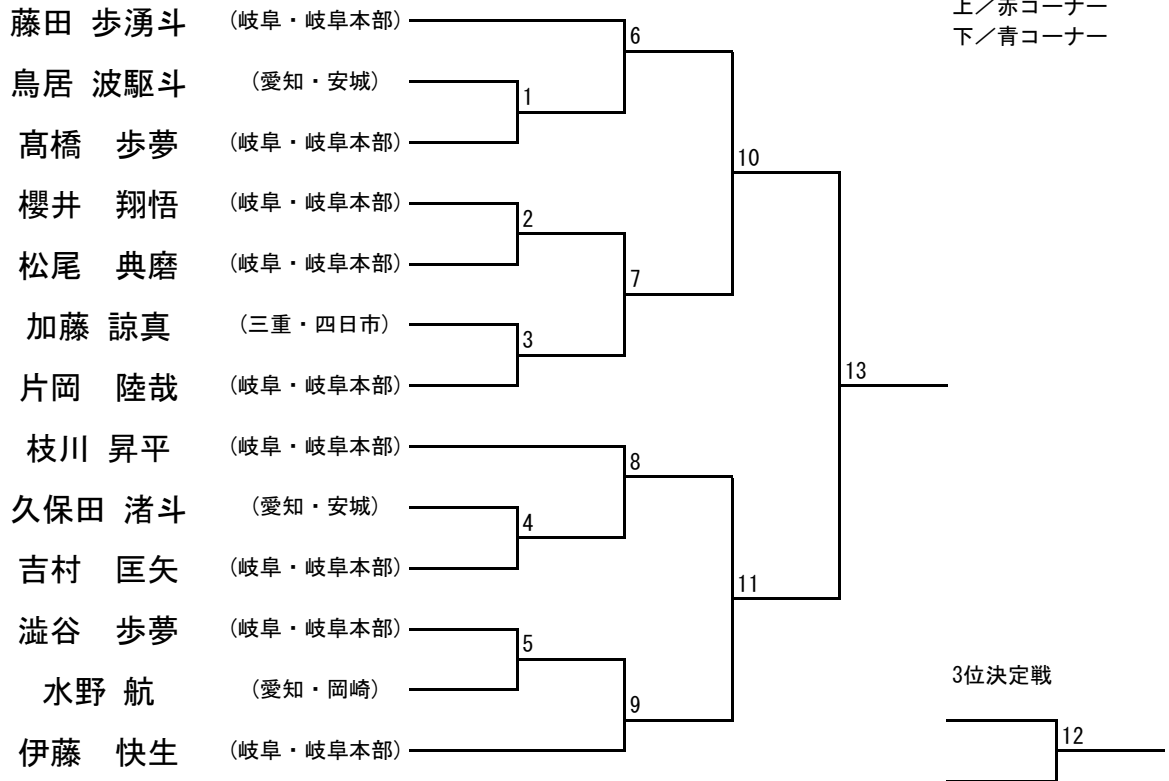 上／赤コーナー
下／青コーナー
藤田 歩湧斗 (岐阜・岐阜本部)
6
鳥居 波駆斗 (愛知・安城)
1
髙橋 歩夢 (岐阜・岐阜本部)
10
櫻井 翔悟 (岐阜・岐阜本部)
2
松尾 典磨 (岐阜・岐阜本部)
7
加藤 諒真 (三重・四日市)
3
片岡 陸哉 (岐阜・岐阜本部)
13
枝川 昇平 (岐阜・岐阜本部)
8
久保田 渚斗 (愛知・安城)
4
吉村 匡矢 (岐阜・岐阜本部)
11
澁谷 歩夢 (岐阜・岐阜本部)
5
水野 航 (愛知・岡崎)
9
伊藤 快生 (岐阜・岐阜本部)
3位決定戦
12